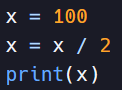 x = 100
x = x / 2
print(x)